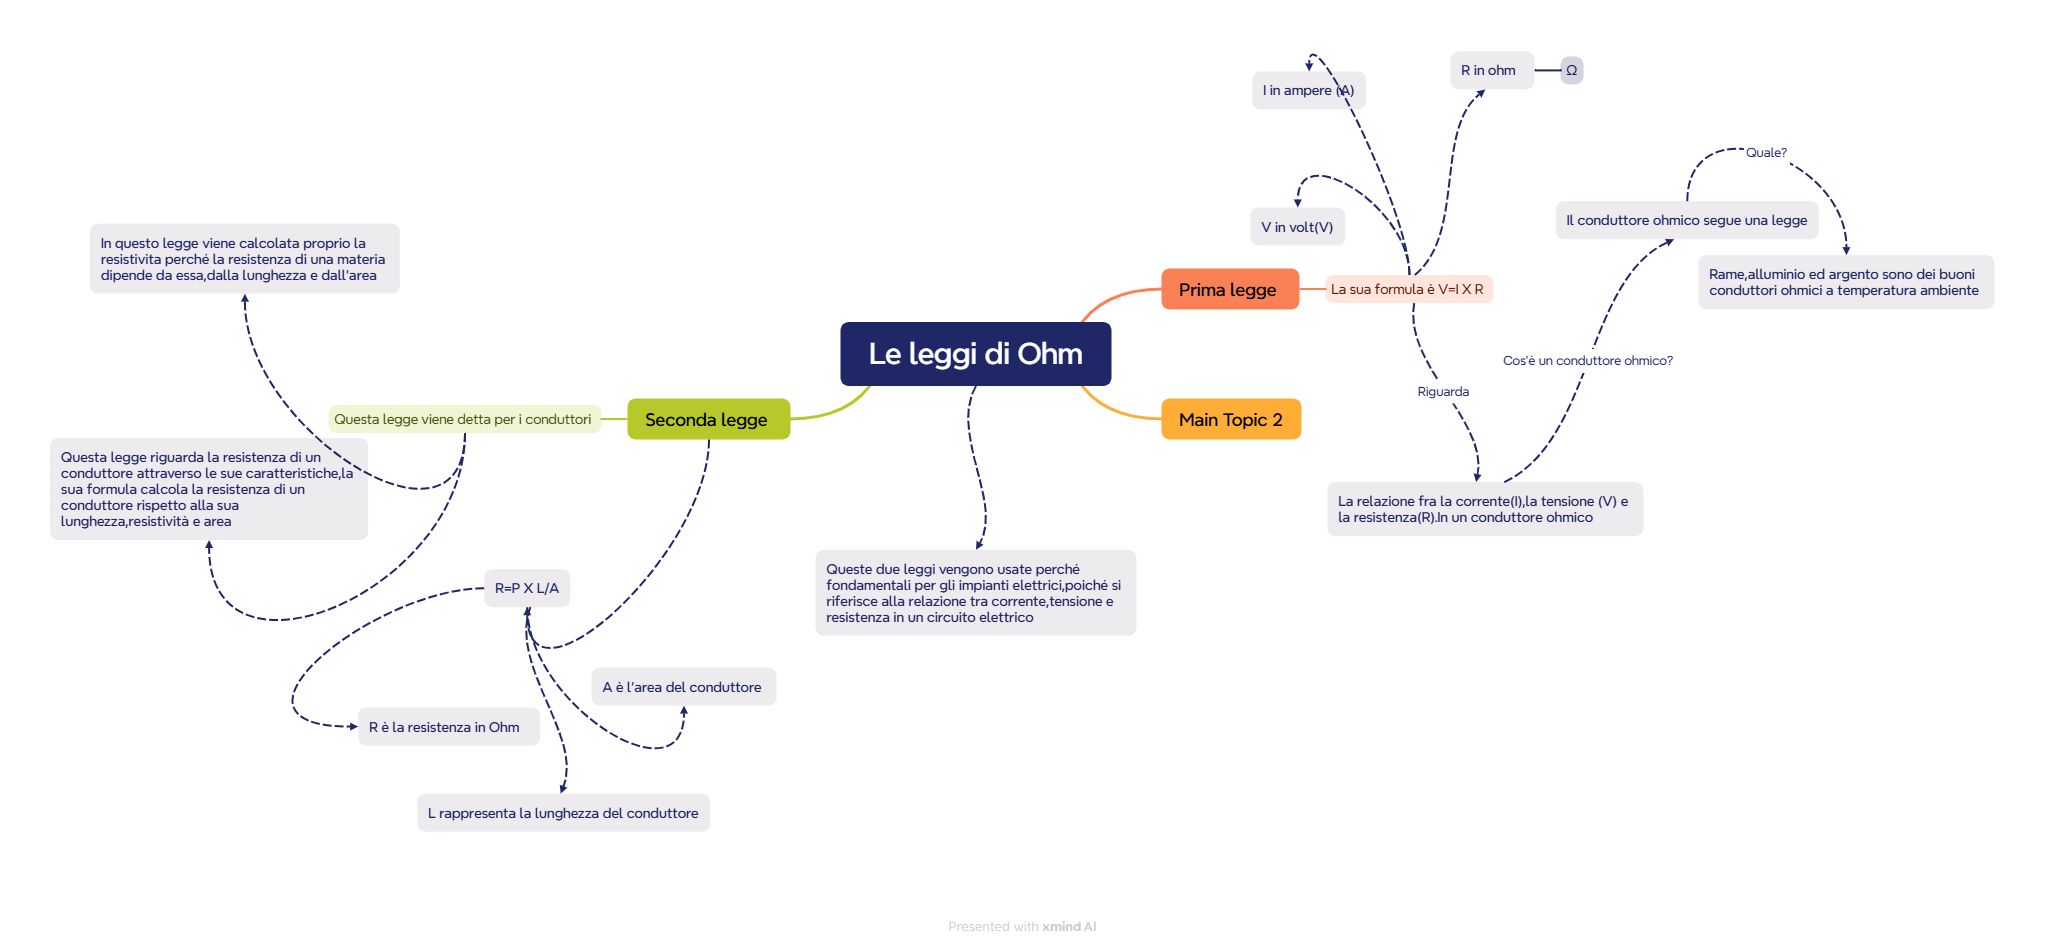 Le leggi di Ohm
Prima legge
La sua formula è V=I X R
I in ampere (A)
V in volt(V)
R in ohm
Ω
Riguarda
La relazione fra la corrente(I),la tensione (V) e
la resistenza(R).In un conduttore ohmico
Cos'è un conduttore ohmico?
Il conduttore ohmico segue una legge
Quale?
Rame,alluminio ed argento sono dei buoni
conduttori ohmici a temperatura ambiente
Main Topic 2
Queste due leggi vengono usate perché
fondamentali per gli impianti elettrici,poiché si
riferisce alla relazione tra corrente,tensione e
resistenza in un circuito elettrico
Seconda legge
Questa legge viene detta per i conduttori
In questo legge viene calcolata proprio la
resistivita perché la resistenza di una materia
dipende da essa,dalla lunghezza e dall'area
Questa legge riguarda la resistenza di un
conduttore attraverso le sue caratteristiche,la
sua formula calcola la resistenza di un
conduttore rispetto alla sua
lunghezza,resistività e area
R=P X L/A
A è l'area del conduttore
R è la resistenza in Ohm
L rappresenta la lunghezza del conduttore
Presented with xmind AI